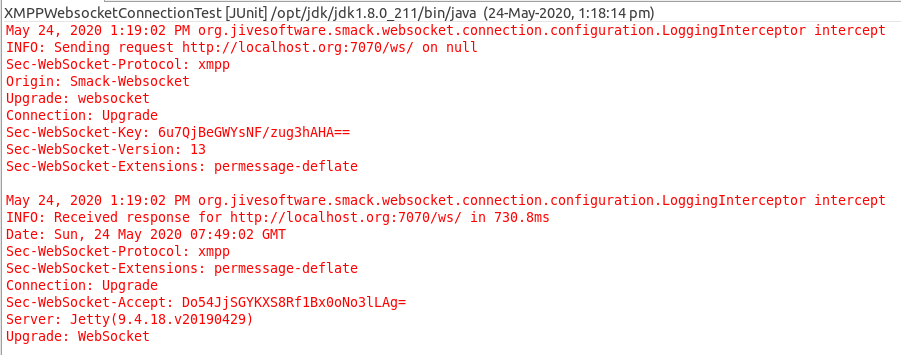 XMPPWebsocketConnectionTest [JUnit] /opt/jdk/jdk1.8.0_211/bin/java (24-May-2020, 1:18:14 pm)
May 24, 2020 1:19:02 PM org.jivesoftware.smack.websocket.connection.configuration.LoggingInterceptor intercept
INFO: Sending request http://localhost.org:7070/ws/ on null
Sec-WebSocket-Protocol: xmpp
Origin: Smack-Websocket
Upgrade: websocket
Connection: Upgrade
Sec-WebSocket-Key: 6u7QjBeGWYsNF/zug3hAHA==
Sec-WebSocket-Version: 13
Sec-WebSocket-Extensions: permessage-deflate
May 24, 2020 1:19:02 PM org.jivesoftware.smack.websocket.connection.configuration.LoggingInterceptor intercept
INFO: Received response for http://localhost.org:7070/ws/ in 730.8ms
Date: Sun, 24 May 2020 07:49:02 GMT
Sec-WebSocket-Protocol: xmpp
Sec-WebSocket-Extensions: permessage-deflate
Connection: Upgrade
Sec-WebSocket-Accept: Do54JjSGYKXS8Rf1Bx0oNo3lLAg=
Server: Jetty(9.4.18.v20190429)
Upgrade: WebSocket